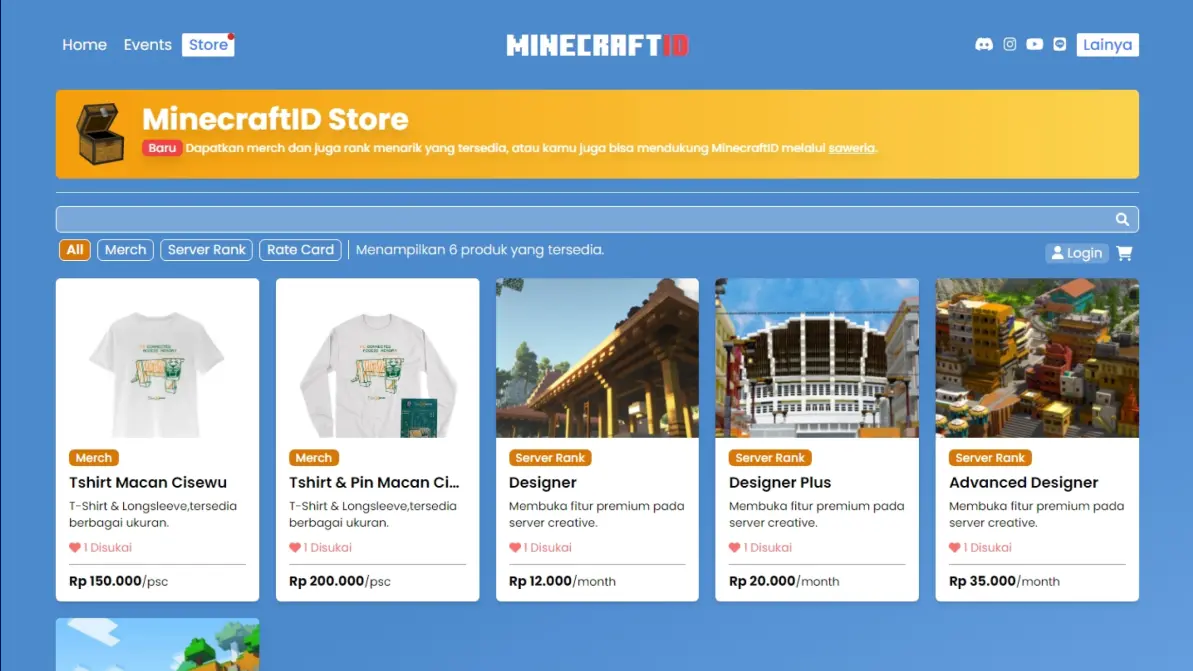 Home Events Store
MINECRAFTID
Lainya
MinecraftID Store
Baru Dapatkan merch dan juga rank menarik yang tersedia, atau kamu juga bisa mendukung MinecraftID melalui saweria.
All Merch Server Rank Rate Card Menampilkan 6 produk yang tersedia.
Login
Merch
Tshirt Macan Cisewu
T-Shirt & Longsleeve,tersedia
berbagai ukuran.
1 Disukai
Rp 150.000/psc
Merch
Tshirt & Pin Macan Ci...
T-Shirt & Longsleeve,tersedia
berbagai ukuran.
1 Disukai
Rp 200.000/psc
Server Rank
Designer
Membuka fitur premium pada
server creative.
1 Disukai
Rp 12.000/month
Server Rank
Designer Plus
Membuka fitur premium pada
server creative.
1 Disukai
Rp 20.000/month
Server Rank
Advanced Designer
Membuka fitur premium pada
server creative.
1 Disukai
Rp 35.000/month